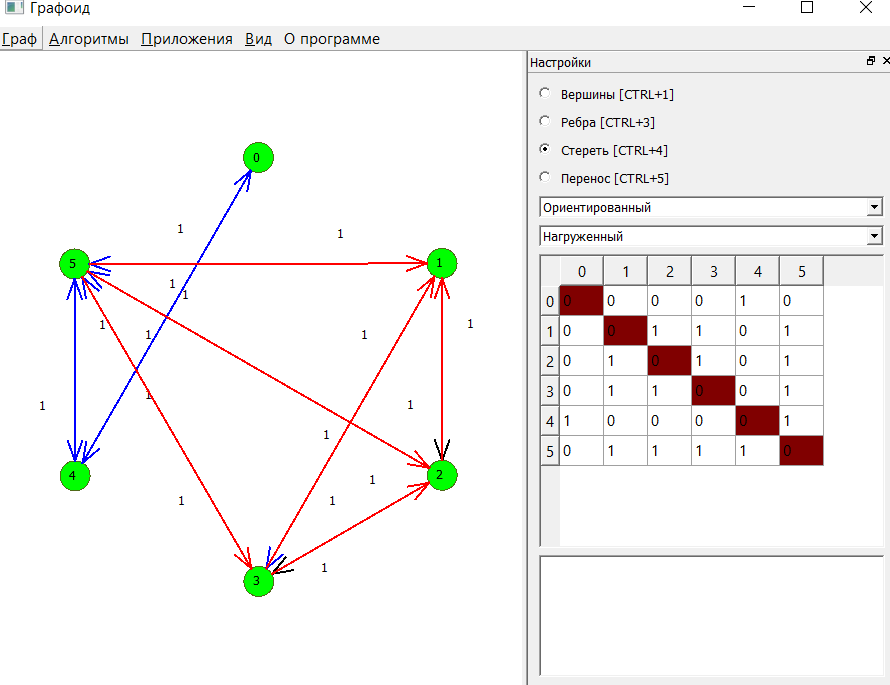 Графоид
Граф Алгоритмы Приложения Вид О программе
Настройки
Вершины [CTRL+1]
Ребра [CTRL+3]
Стереть [CTRL+4]
Перенос [CTRL+5]
Ориентированный
Нагруженный
0 1 2 3 4 5
0 0 0 0 0 1 0
1 0 0 1 1 0 1
2 0 1 0 1 0 1
3 0 1 1 0 0 1
4 1 0 0 0 0 1
5 0 1 1 1 1 0
0
1
1
5
1
1
1
1
1
1
1
1
1
1
1
4
2
1
1
1
1
3